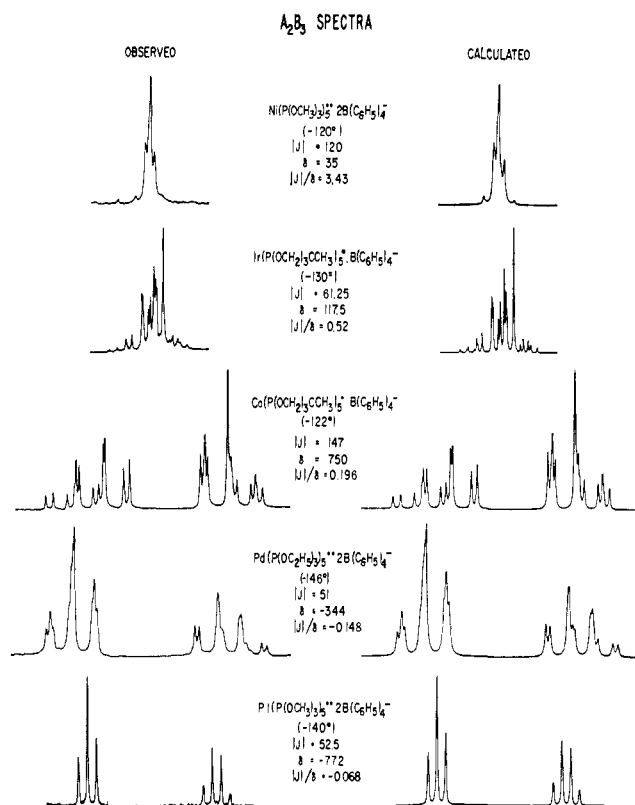 A₂B₃ SPECTRA
OBSERVED
CALCULATED
Ni(P(OCH₃)₃)₅⁺⁺ 2B(C₆H₅)₄⁻
(-120°)
|J| = 120
δ = 35
|J|/δ = 3.43
Ir(P(OCH₂)₃CCH₃)₅⁺ B(C₆H₅)₄⁻
(-130°)
|J| = 61.25
δ = 117.5
|J|/δ = 0.52
Co(P(OCH₂)₃CCH₃)₅⁺ B(C₆H₅)₄⁻
(-122°)
|J| = 147
δ = 750
|J|/δ = 0.196
Pd(P(OC₂H₅)₃)₅⁺⁺ 2B(C₆H₅)₄⁻
(-146°)
|J| = 51
δ = -344
|J|/δ = -0.148
Pt(P(OCH₃)₃)₅⁺⁺ 2B(C₆H₅)₄⁻
(-140°)
|J| = 52.5
δ = -772
|J|/δ = -0.068